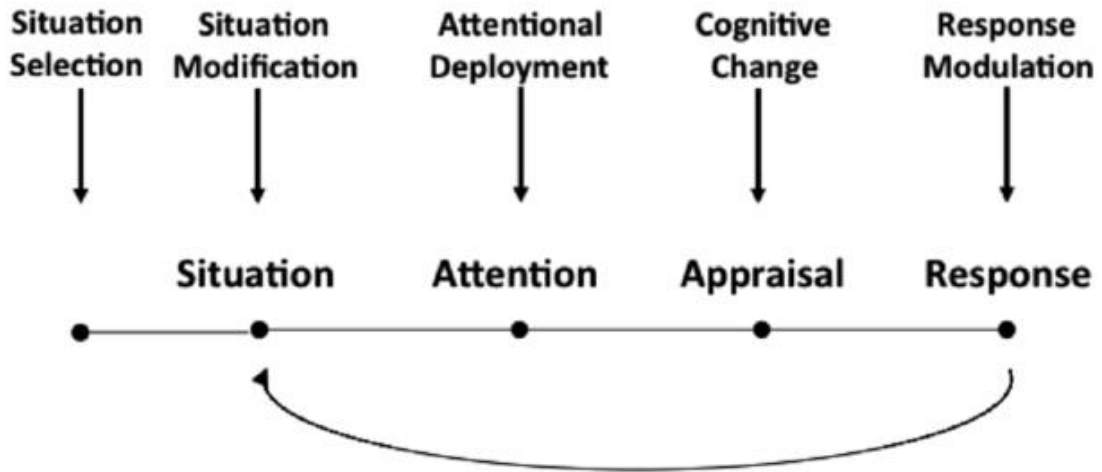 Situation
Selection
Situation
Modification
Attentional
Deployment
Cognitive
Change
Response
Modulation
Situation
Attention
Appraisal
Response